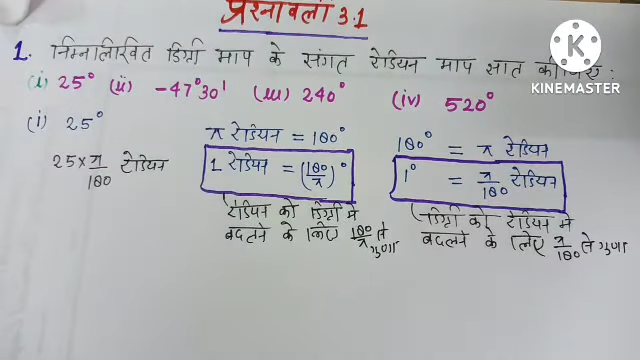 प्रश्नावली 3.1
1. निम्नलिखित डिग्री माप के संगत रेडियन माप ज्ञात कीजिए :
(i) 25° (ii) -47°30' (iii) 240° (iv) 520°
KINEMASTER
(i) 25°
25×π/180 रेडियन
π रेडियन = 180°
1 रेडियन = (180/π)°
रेडियन को डिग्री में
बदलने के लिए 180/π से गुणा
180° = π रेडियन
1° = π/180 रेडियन
डिग्री को रेडियन में
बदलने के लिए π/180 से गुणा